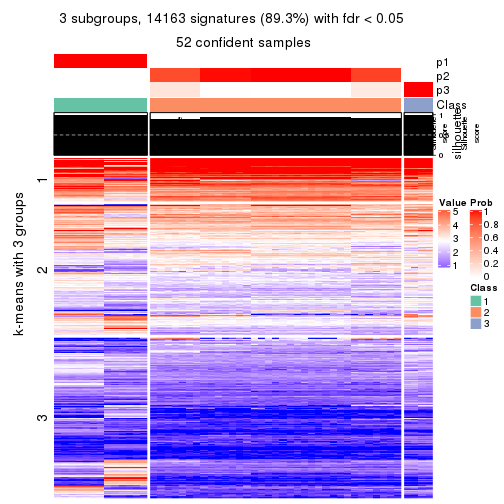 3 subgroups, 14163 signatures (89.3%) with fdr < 0.05
52 confident samples
p1
p2
p3
Class
1
0.5
0
silhouette
Silhouette
score
k-means with 3 groups
1
2
3
Value
5
4
3
2
1
Prob
1
0.8
0.6
0.4
0.2
0
Class
1
2
3